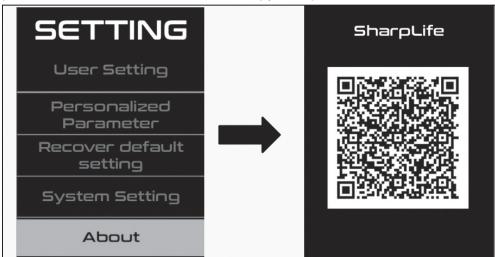 SETTING
User Setting
Personalized
Parameter
Recover default
setting
System Setting
About
SharpLife